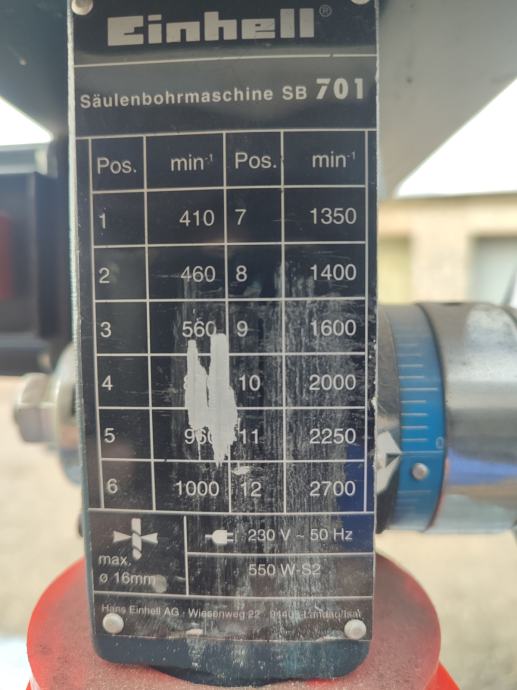 Einhell®
Säulenbohrmaschine SB 701
Pos. min⁻¹ Pos. min⁻¹
1 410 7 1350
2 460 8 1400
3 560 9 1600
4 10 2000
5 960 11 2250
6 1000 12 2700
230 V ~ 50 Hz
max.
ø 16mm
550 W-S2
Hans Einhell AG · Wiesenweg 22 · 94405 Landau/Isar
0